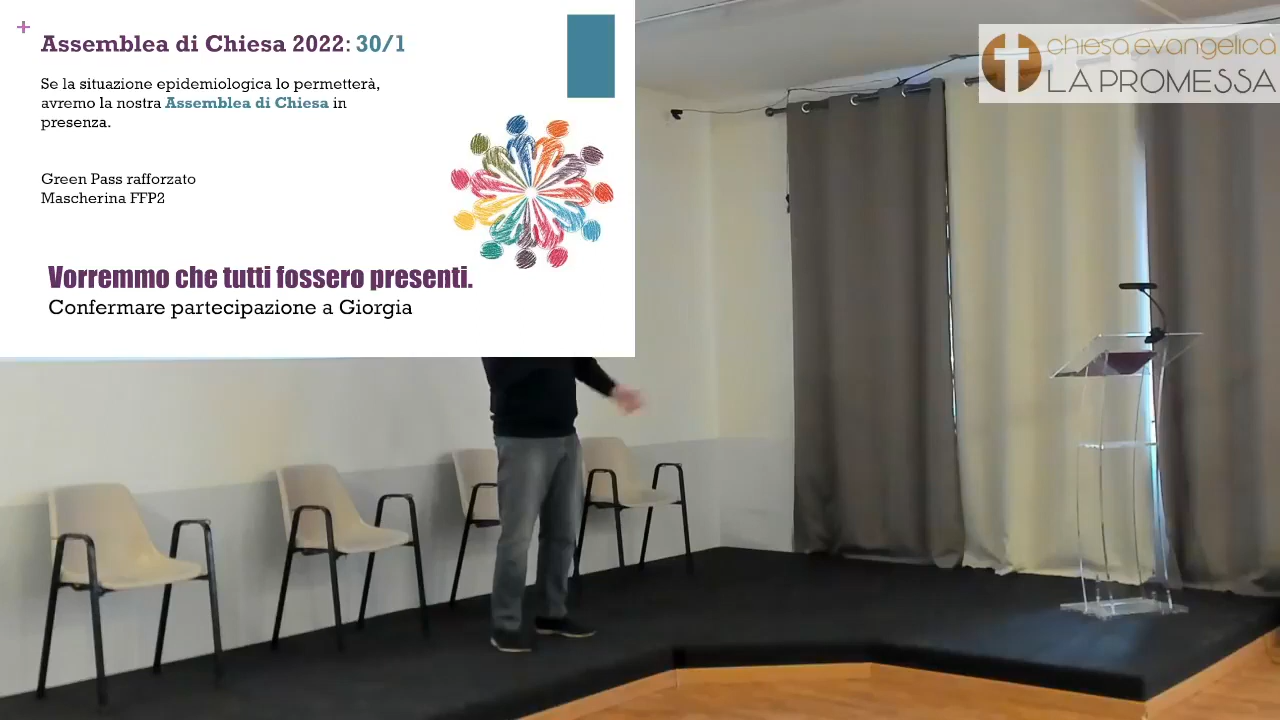 +
Assemblea di Chiesa 2022: 30/1
Se la situazione epidemiologica lo permetterà,
avremo la nostra Assemblea di Chiesa in
presenza.
Green Pass rafforzato
Mascherina FFP2
Vorremmo che tutti fossero presenti.
Confermare partecipazione a Giorgia
chiesa evangelica
LA PROMESSA